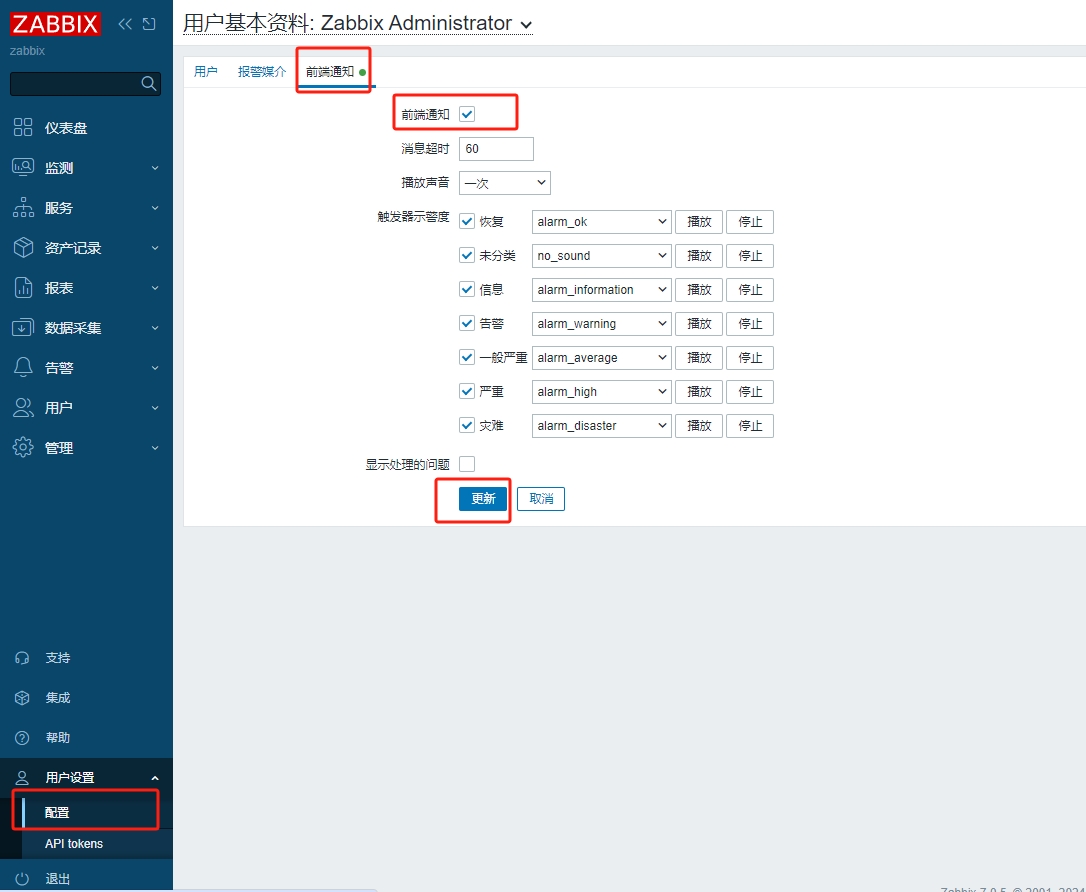 ZABBIX
zabbix
仪表盘
监测
服务
资产记录
报表
数据采集
告警
用户
管理
支持
集成
帮助
用户设置
配置
API tokens
退出
用户基本资料: Zabbix Administrator
用户 报警媒介 前端通知
前端通知
消息超时 60
播放声音 一次
触发器示警度 恢复 alarm_ok 播放 停止
未分类 no_sound 播放 停止
信息 alarm_information 播放 停止
告警 alarm_warning 播放 停止
一般严重 alarm_average 播放 停止
严重 alarm_high 播放 停止
灾难 alarm_disaster 播放 停止
显示处理的问题
更新 取消
Zabbix 7.0.5. © 2001–2024